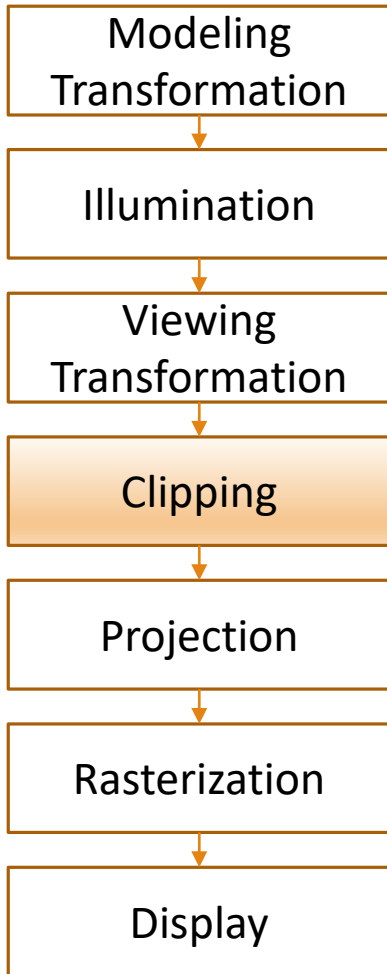 Modeling
Transformation
Illumination
Viewing
Transformation
Clipping
Projection
Rasterization
Display